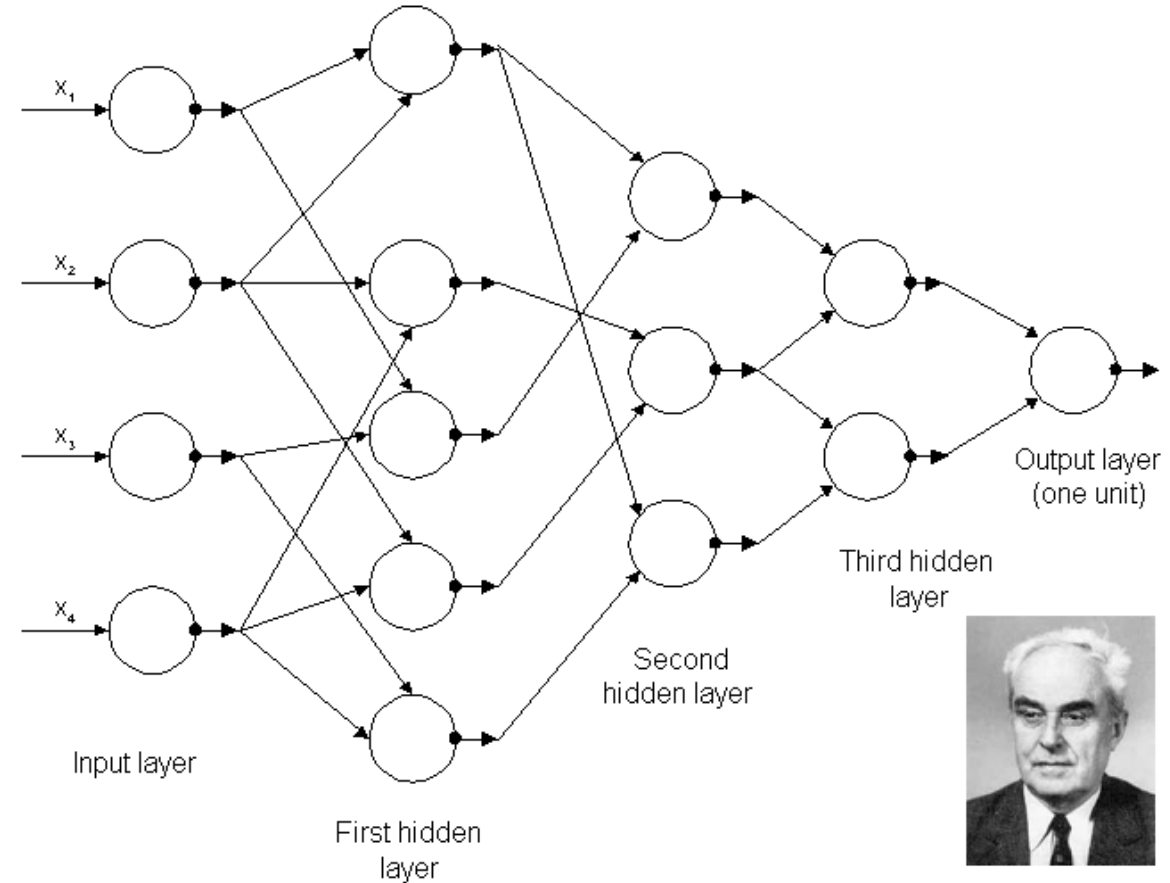 X₁
X₂
X₃
X₄
Input layer
First hidden
layer
Second
hidden layer
Third hidden
layer
Output layer
(one unit)